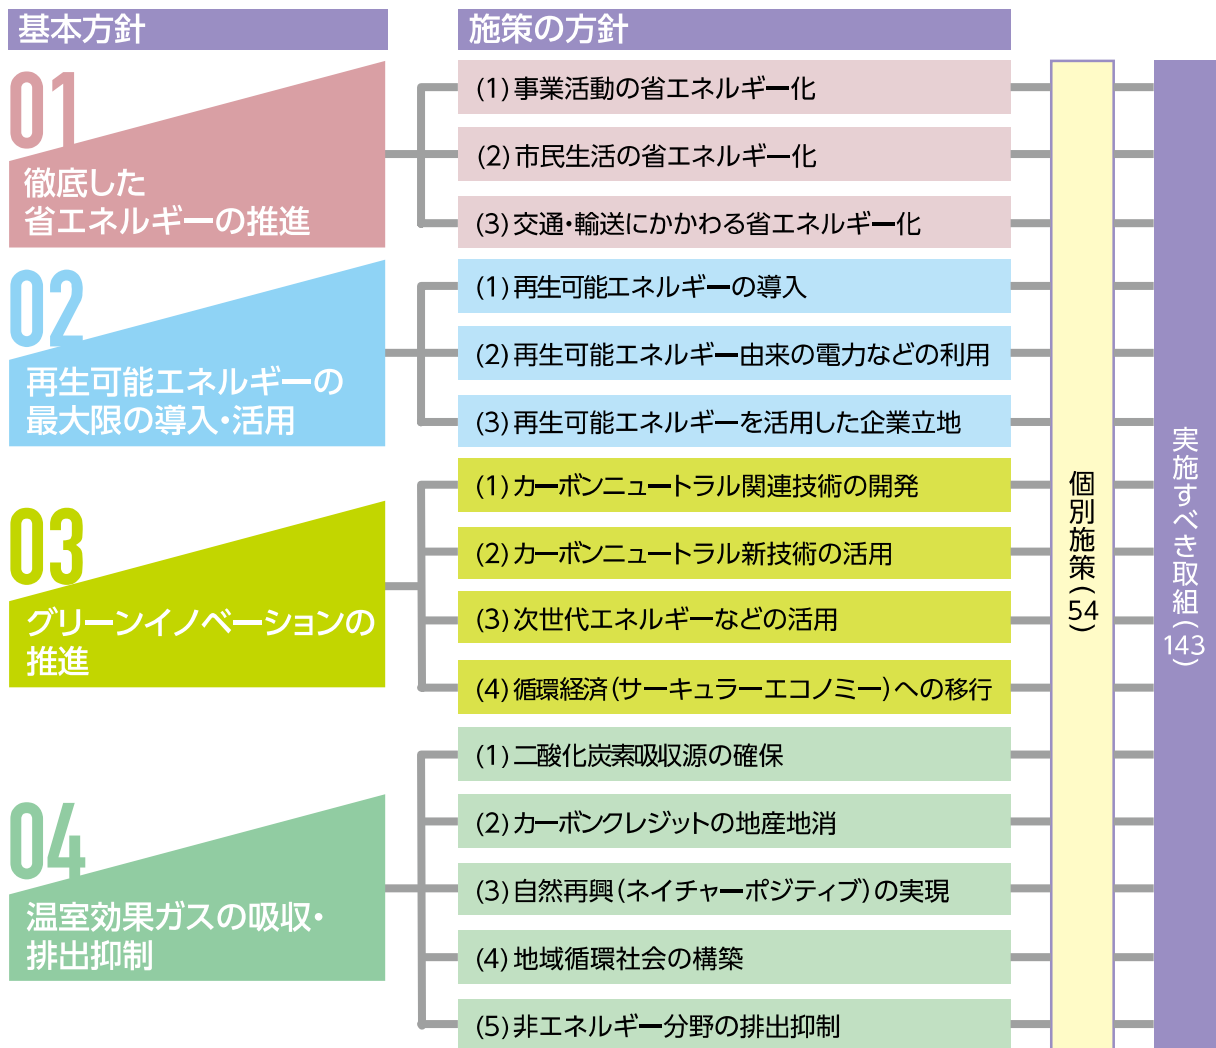 基本方針
施策の方針
01
徹底した
省エネルギーの推進
(1)事業活動の省エネルギー化
(2)市民生活の省エネルギー化
(3)交通・輸送にかかわる省エネルギー化
02
再生可能エネルギーの
最大限の導入・活用
(1)再生可能エネルギーの導入
(2)再生可能エネルギー由来の電力などの利用
(3)再生可能エネルギーを活用した企業立地
03
グリーンイノベーションの
推進
(1)カーボンニュートラル関連技術の開発
(2)カーボンニュートラル新技術の活用
(3)次世代エネルギーなどの活用
(4)循環経済(サーキュラーエコノミー)への移行
04
温室効果ガスの吸収・
排出抑制
(1)二酸化炭素吸収源の確保
(2)カーボンクレジットの地産地消
(3)自然再興(ネイチャーポジティブ)の実現
(4)地域循環社会の構築
(5)非エネルギー分野の排出抑制
個別施策(54)
実施すべき取組(143)